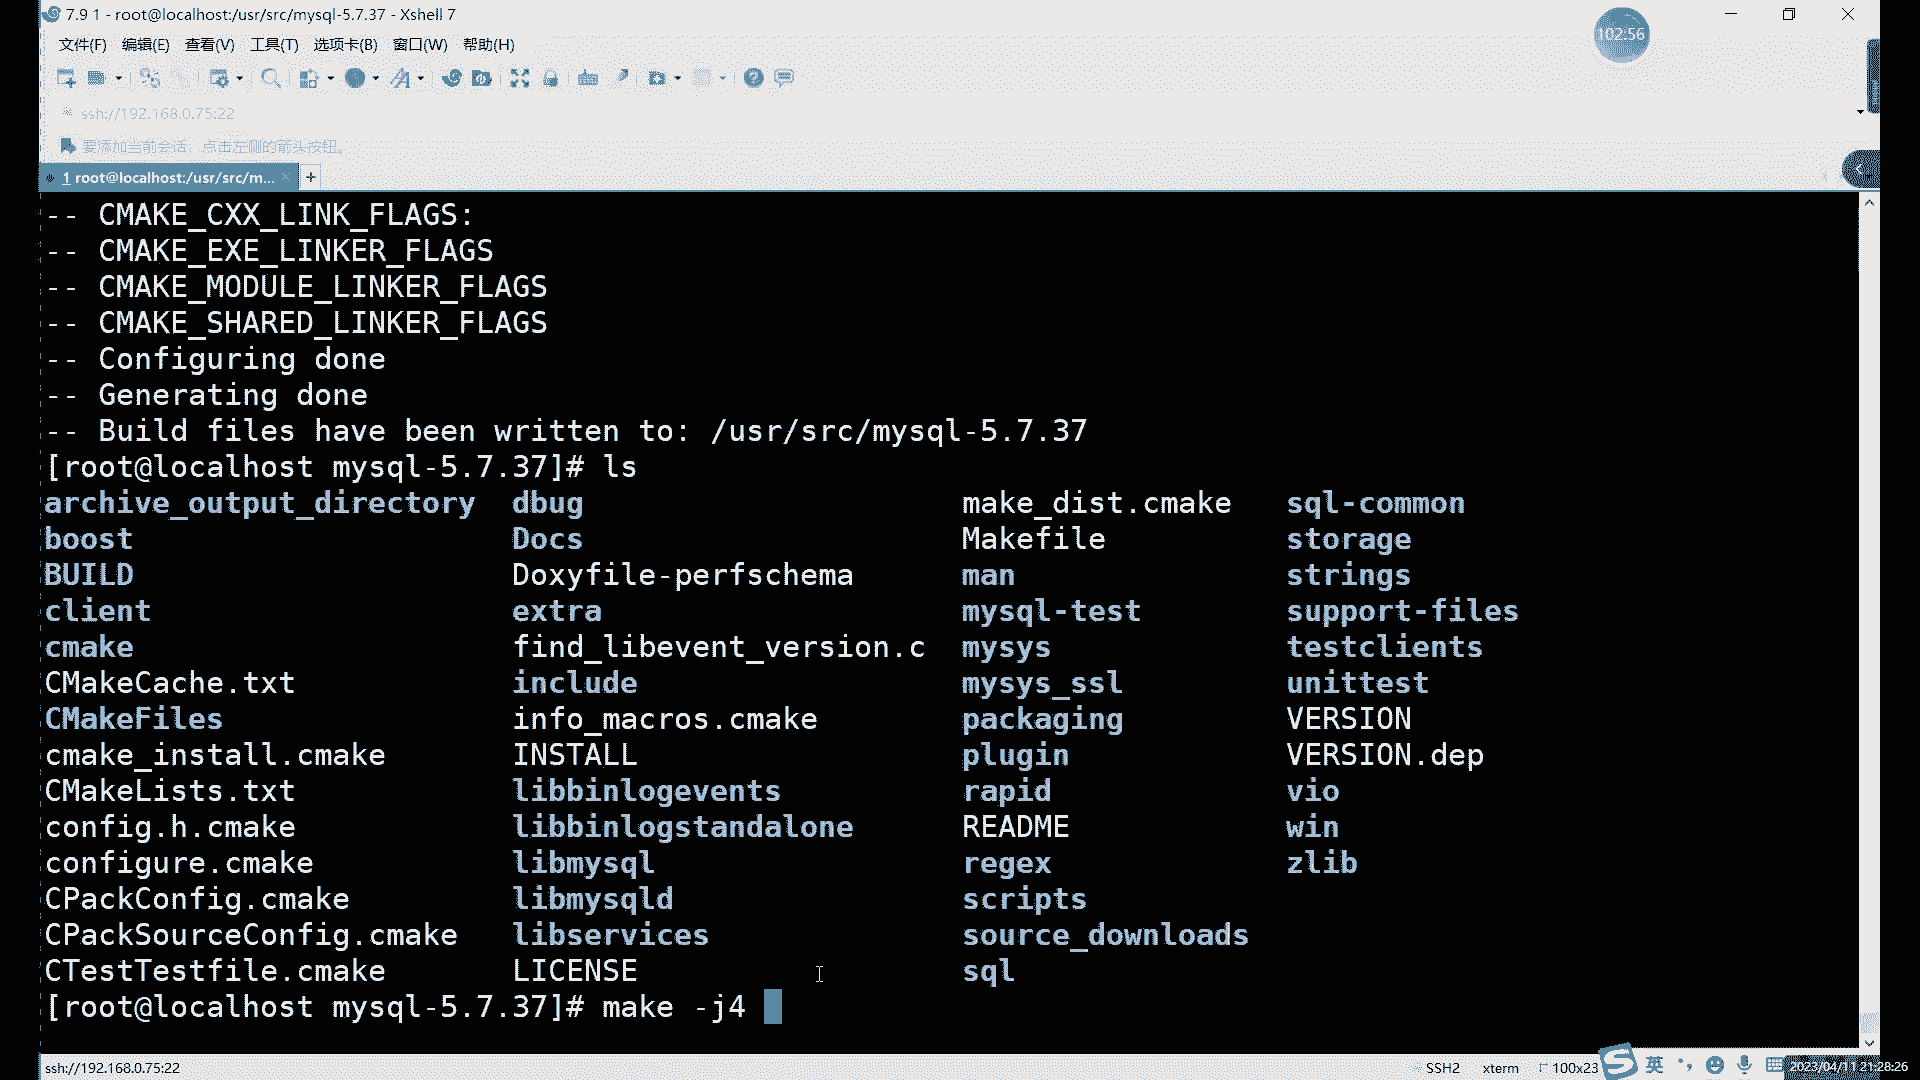 7.9 1 - root@localhost:/usr/src/mysql-5.7.37 - Xshell 7
102:56
文件(F) 编辑(E) 查看(V) 工具(T) 选项卡(B) 窗口(W) 帮助(H)
ssh://192.168.0.75:22
要添加当前会话，点击左侧的箭头按钮。
1 root@localhost:/usr/src/m... × +
-- CMAKE_CXX_LINK_FLAGS:
-- CMAKE_EXE_LINKER_FLAGS
-- CMAKE_MODULE_LINKER_FLAGS
-- CMAKE_SHARED_LINKER_FLAGS
-- Configuring done
-- Generating done
-- Build files have been written to: /usr/src/mysql-5.7.37
[root@localhost mysql-5.7.37]# ls
archive_output_directory dbug make_dist.cmake sql-common
boost Docs Makefile storage
BUILD Doxyfile-perfschema man strings
client extra mysql-test support-files
cmake find_libevent_version.c mysys testclients
CMakeCache.txt include mysys_ssl unittest
CMakeFiles info_macros.cmake packaging VERSION
cmake_install.cmake INSTALL plugin VERSION.dep
CMakeLists.txt libbinlogevents rapid vio
config.h.cmake libbinlogstandalone README win
configure.cmake libmysql regex zlib
CPackConfig.cmake libmysqld scripts
CPackSourceConfig.cmake libservices source_downloads
CTestTestfile.cmake LICENSE sql
[root@localhost mysql-5.7.37]# make -j4
ssh://192.168.0.75:22 SSH2 xterm 100x23 英 2023/04/11 21:28:26